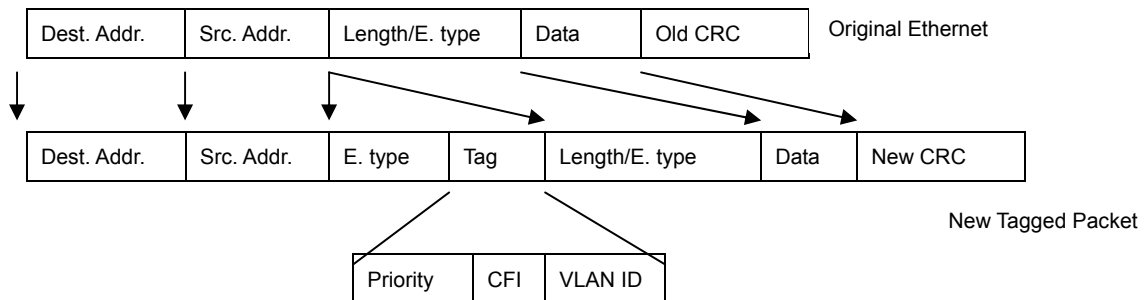 Dest. Addr. Src. Addr. Length/E. type Data Old CRC Original Ethernet
Dest. Addr. Src. Addr. E. type Tag Length/E. type Data New CRC
New Tagged Packet
Priority CFI VLAN ID